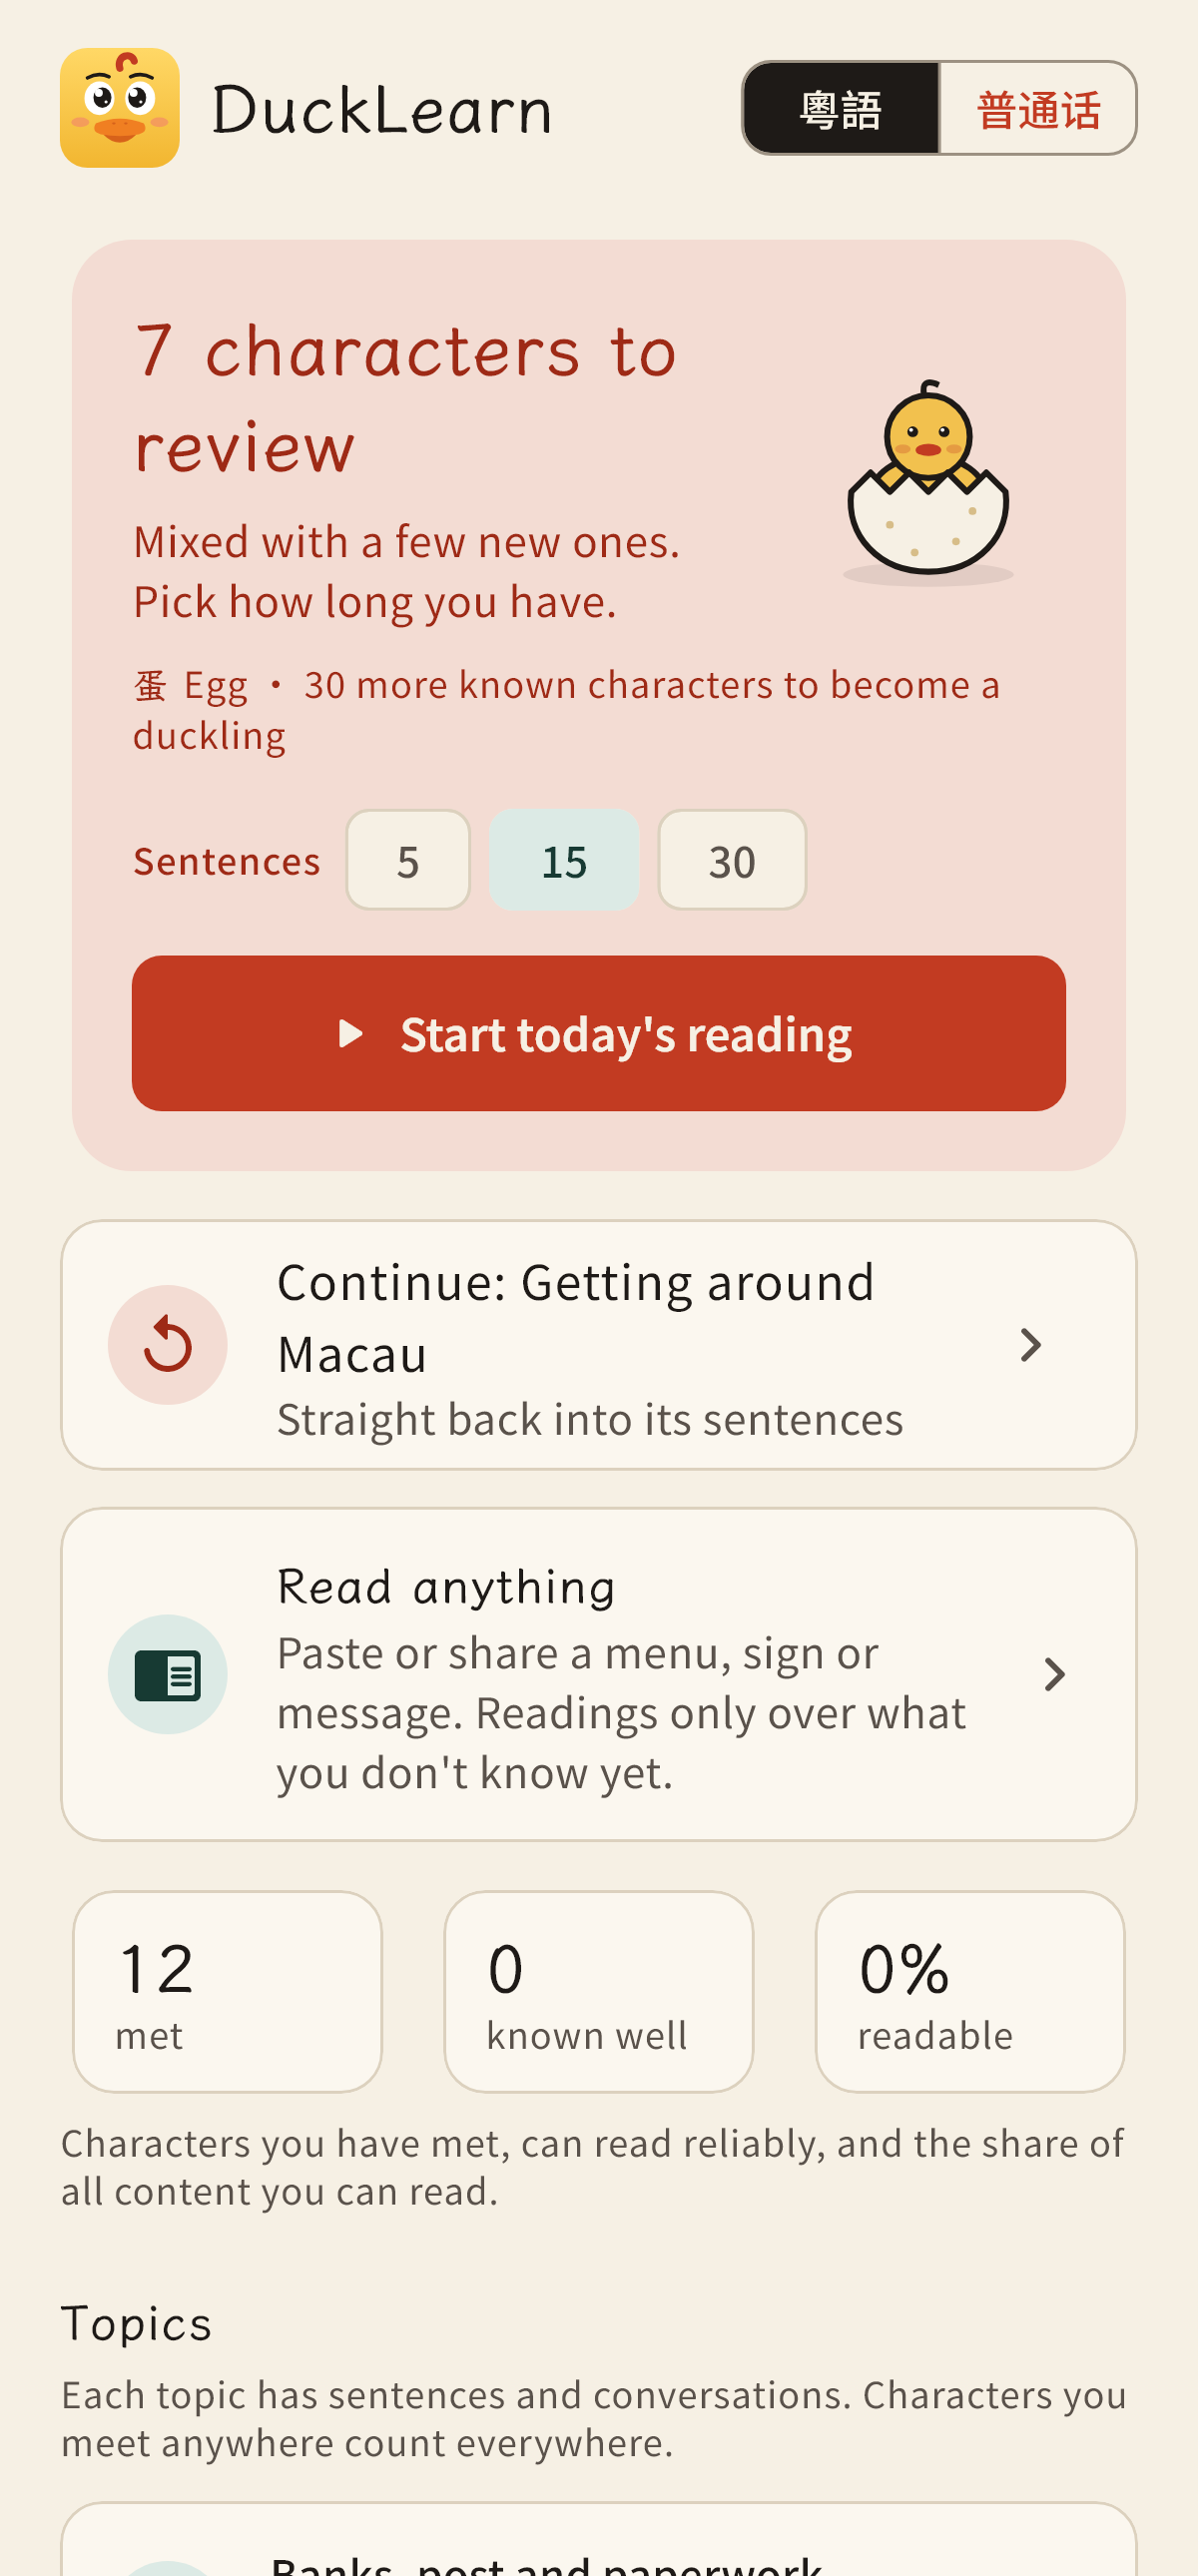 DuckLearn
粵語
普通话
7 characters to
review
Mixed with a few new ones.
Pick how long you have.
蛋 Egg · 30 more known characters to become a
duckling
Sentences
5
15
30
Start today's reading
Continue: Getting around
Macau
Straight back into its sentences
Read anything
Paste or share a menu, sign or
message. Readings only over what
you don't know yet.
12
met
0
known well
0%
readable
Characters you have met, can read reliably, and the share of
all content you can read.
Topics
Each topic has sentences and conversations. Characters you
meet anywhere count everywhere.
Banks, post and paperwork